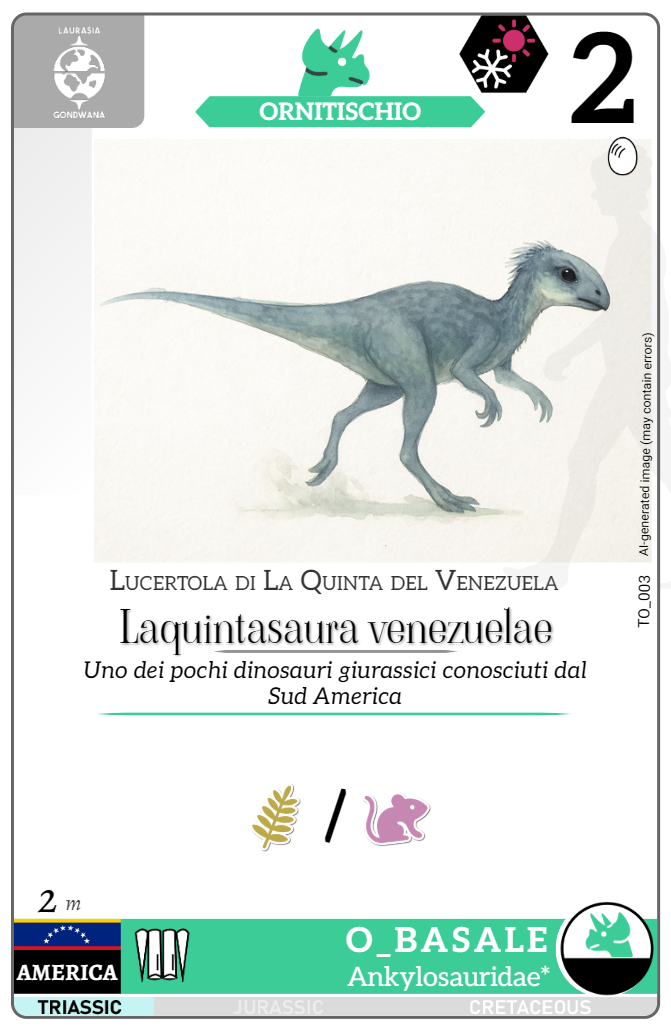 LAURASIA
GONDWANA
ORNITISCHIO
2
AI-generated image (may contain errors)
TO_003
Lucertola di La Quinta del Venezuela
Laquintasaura venezuelae
Uno dei pochi dinosauri giurassici conosciuti dal
Sud America
/
2 m
AMERICA
O_BASALE
Ankylosauridae*
TRIASSIC JURASSIC CRETACEOUS